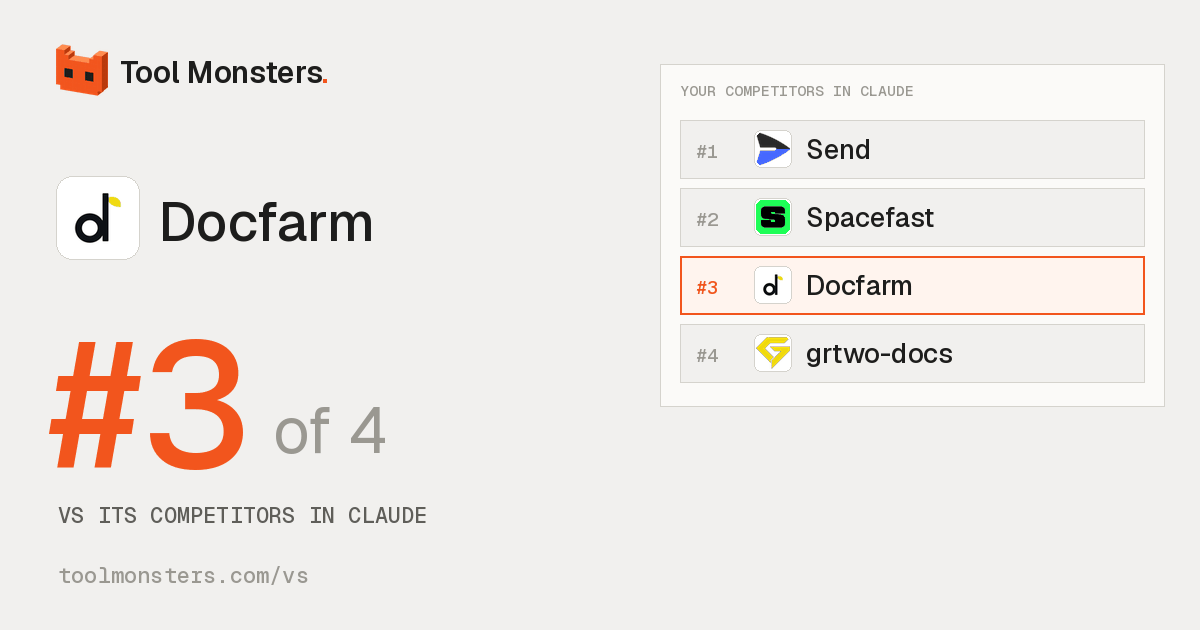 Tool Monsters.
Docfarm
#3 of 4
VS ITS COMPETITORS IN CLAUDE
toolmonsters.com/vs
YOUR COMPETITORS IN CLAUDE
#1 Send
#2 Spacefast
#3 Docfarm
#4 grtwo-docs